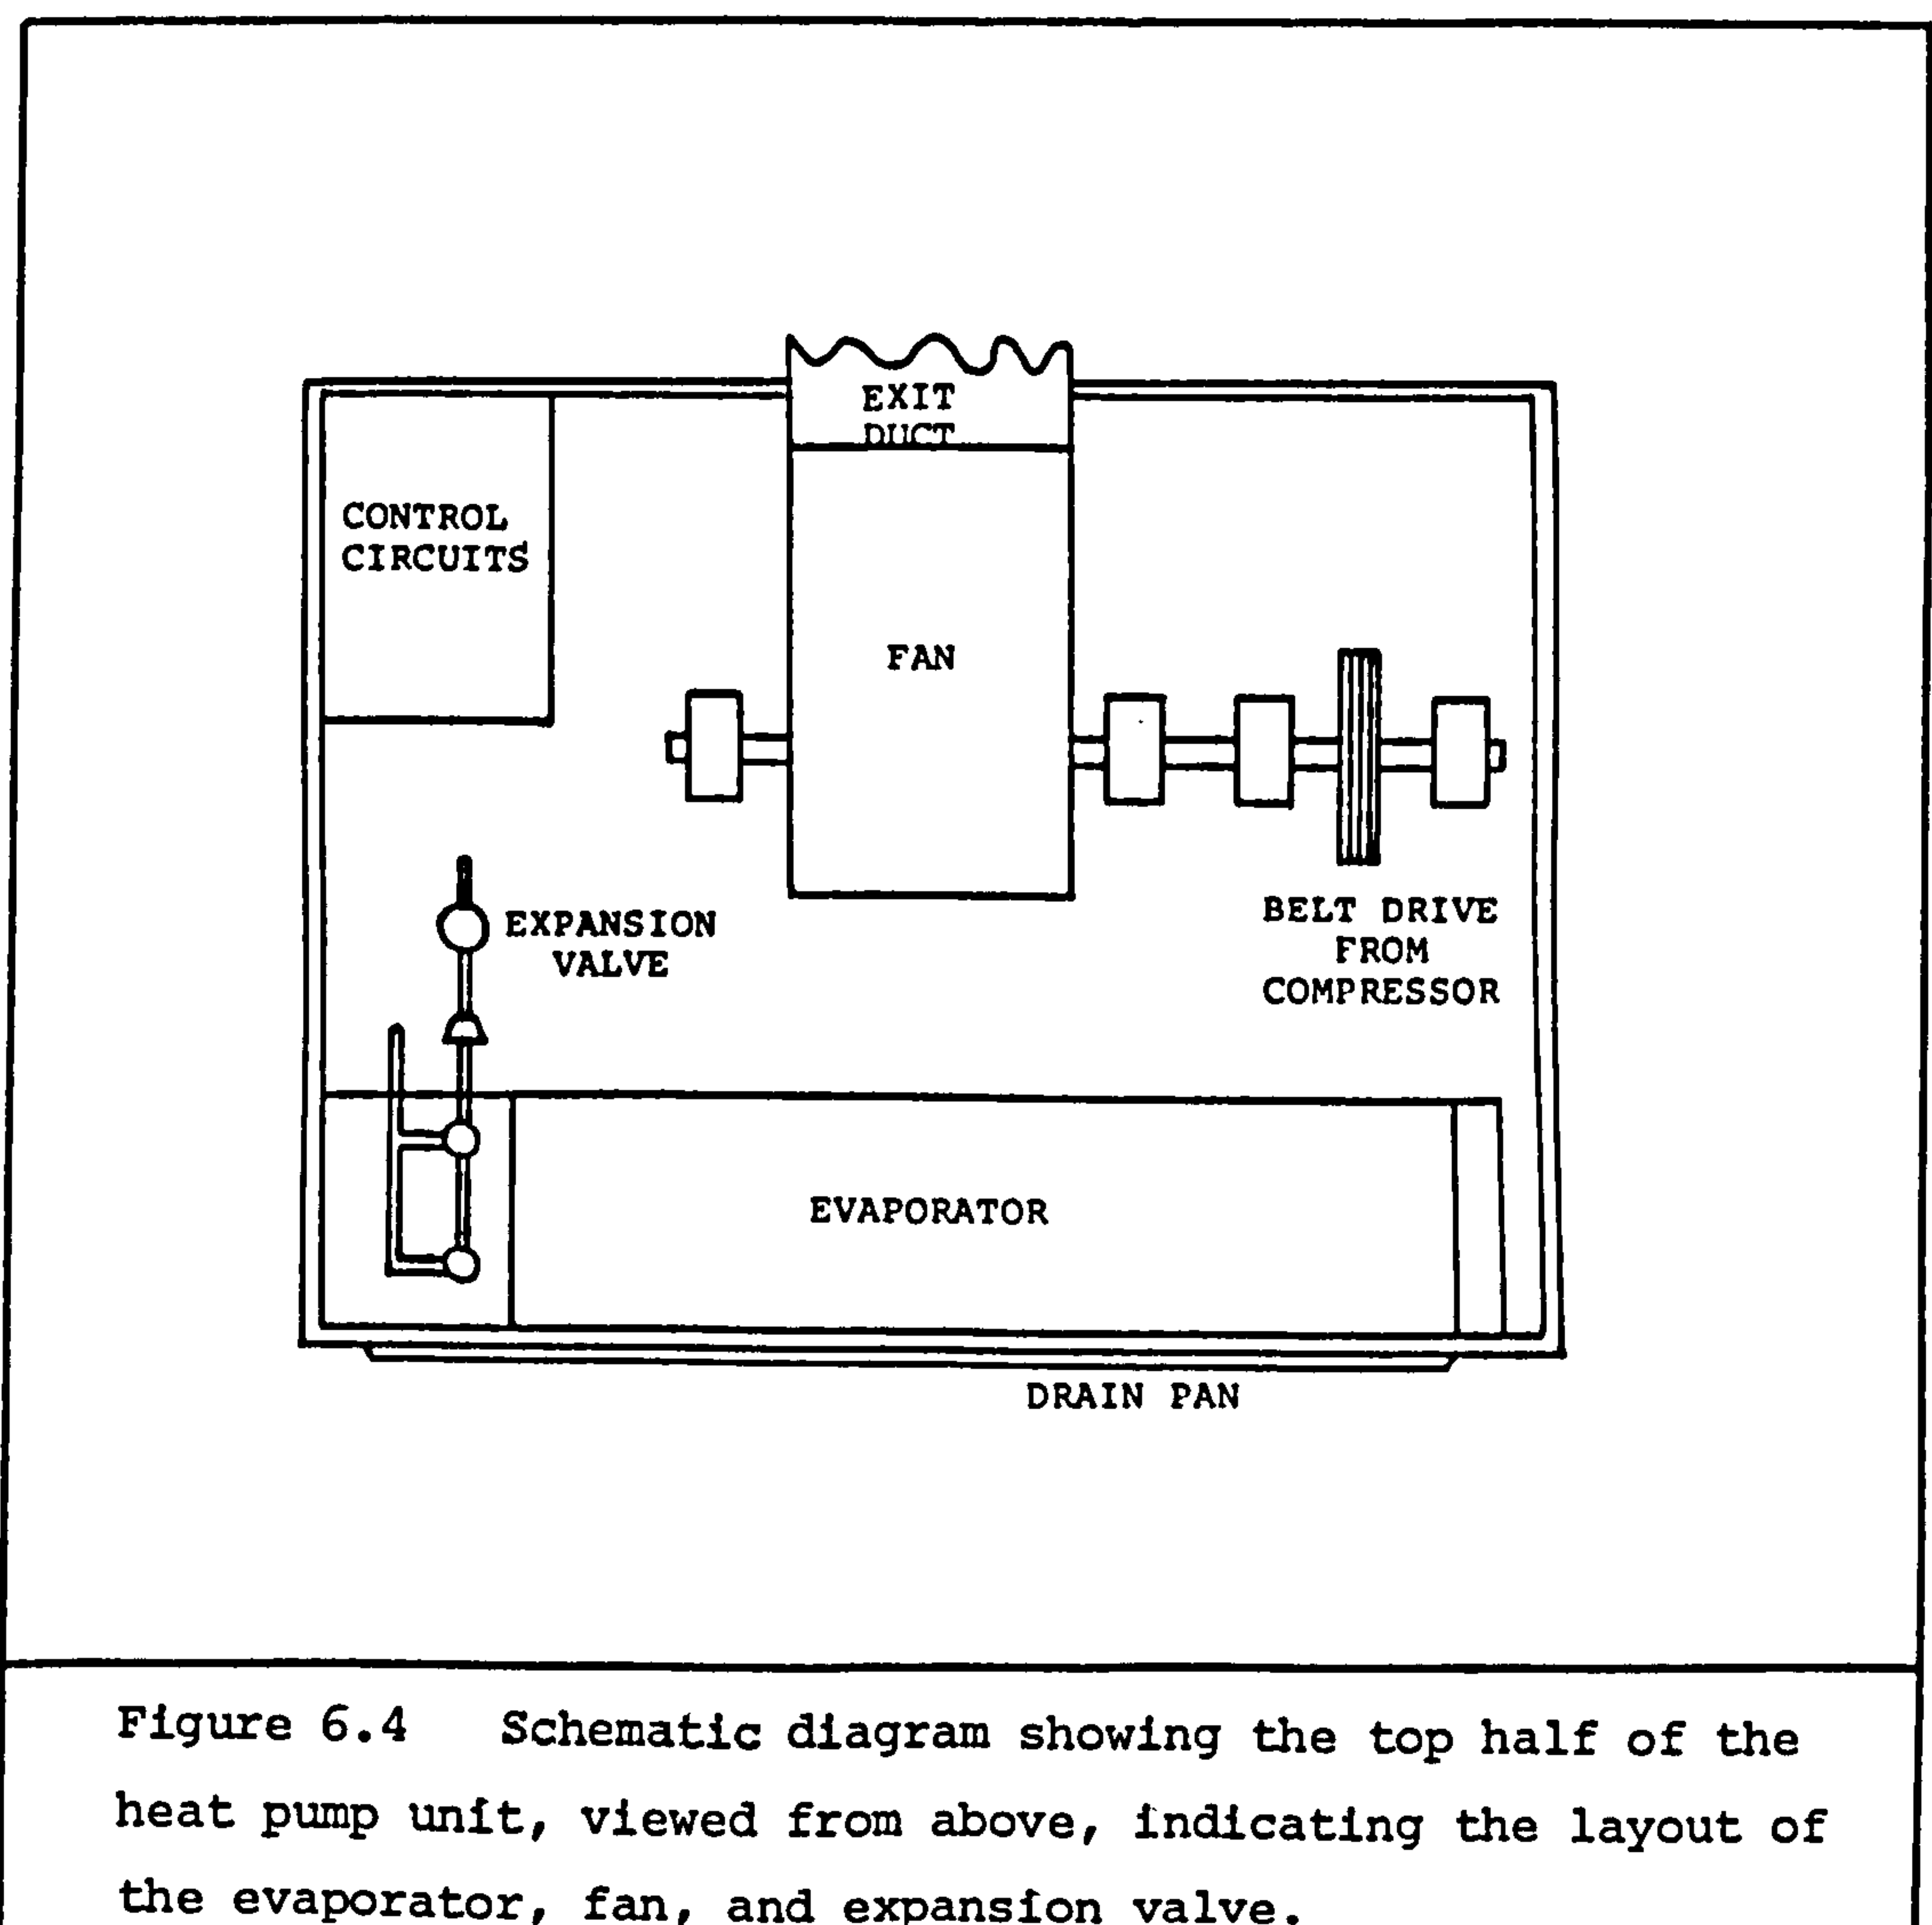 EXIT
DUCT
CONTROL
CIRCUITS
FAN
EXPANSION
VALVE
BELT DRIVE
FROM
COMPRESSOR
EVAPORATOR
DRAIN PAN
Figure 6.4 Schematic diagram showing the top half of the
heat pump unit, viewed from above, indicating the layout of
the evaporator, fan, and expansion valve.